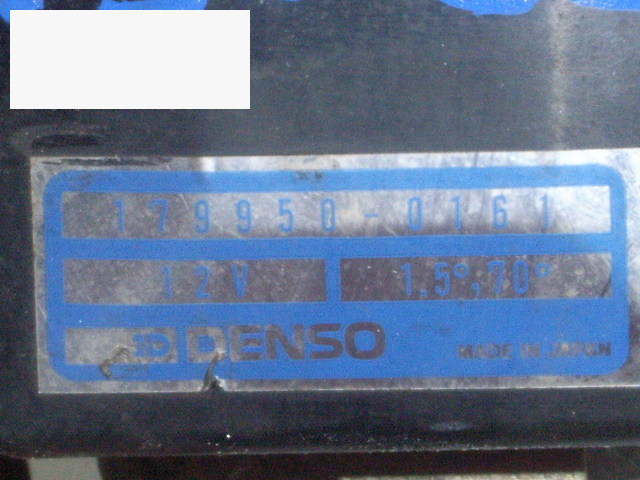 179950-0161
12V 1.5°,70°
DENSO MADE IN JAPAN